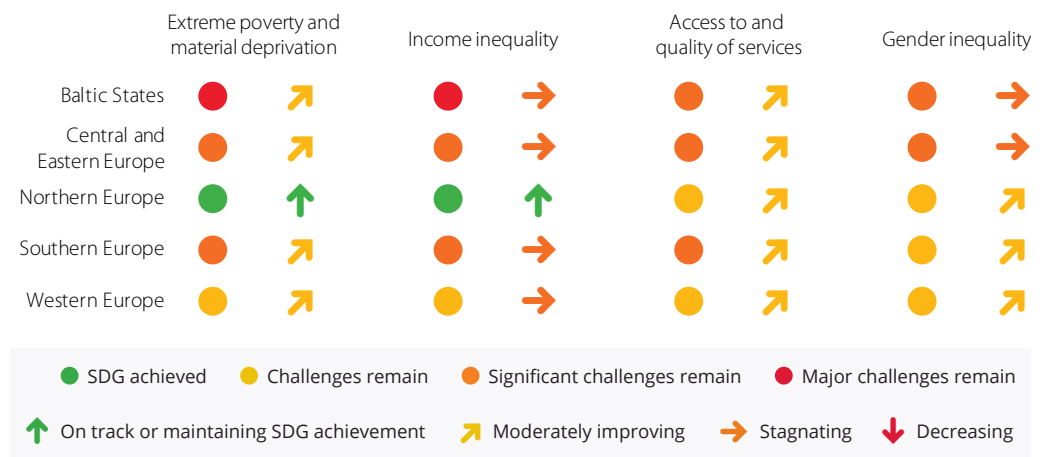 Extreme poverty and
material deprivation
Income inequality
Access to and
quality of services
Gender inequality
Baltic States
Central and
Eastern Europe
Northern Europe
Southern Europe
Western Europe
SDG achieved
Challenges remain
Significant challenges remain
Major challenges remain
On track or maintaining SDG achievement
Moderately improving
Stagnating
Decreasing